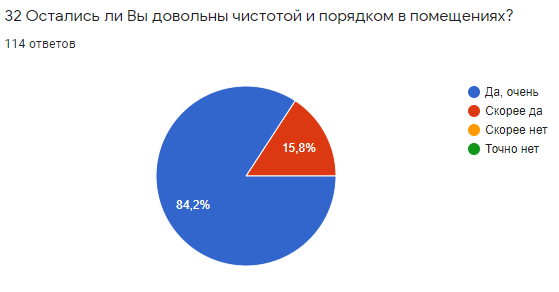 32 Остались ли Вы довольны чистотой и порядком в помещениях?
114 ответов
Да, очень
Скорее да
Скорее нет
Точно нет
15,8%
84,2%